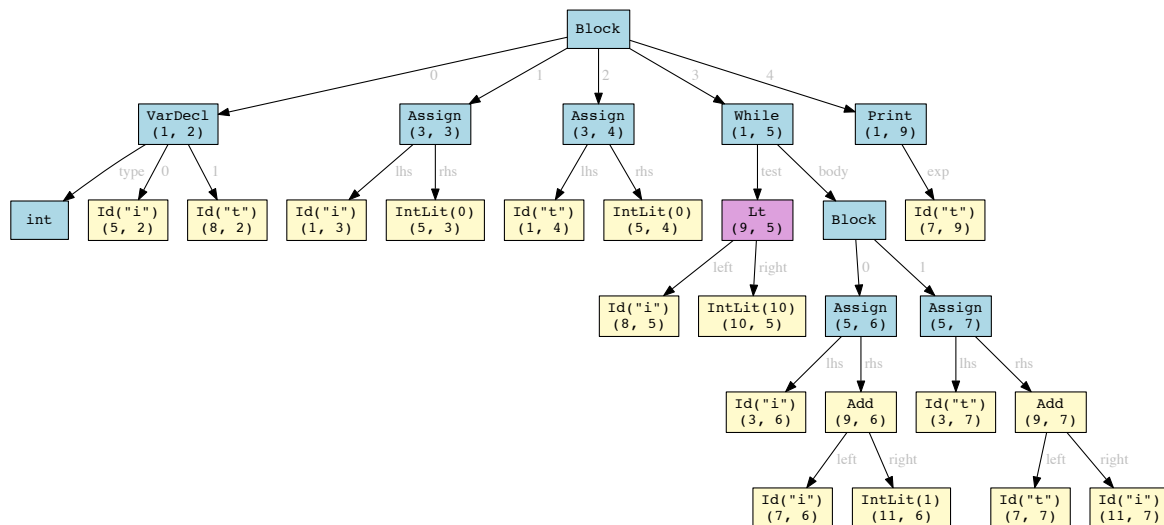 Block
0
1
2
3
4
VarDecl
(1, 2)
Assign
(3, 3)
Assign
(3, 4)
While
(1, 5)
Print
(1, 9)
type
0
1
lhs
rhs
lhs
rhs
test
body
exp
int
Id("i")
(5, 2)
Id("t")
(8, 2)
Id("i")
(1, 3)
IntLit(0)
(5, 3)
Id("t")
(1, 4)
IntLit(0)
(5, 4)
Lt
(9, 5)
Block
Id("t")
(7, 9)
left
right
0
1
Id("i")
(8, 5)
IntLit(10)
(10, 5)
Assign
(5, 6)
Assign
(5, 7)
lhs
rhs
lhs
rhs
Id("i")
(3, 6)
Add
(9, 6)
Id("t")
(3, 7)
Add
(9, 7)
left
right
left
right
Id("i")
(7, 6)
IntLit(1)
(11, 6)
Id("t")
(7, 7)
Id("i")
(11, 7)